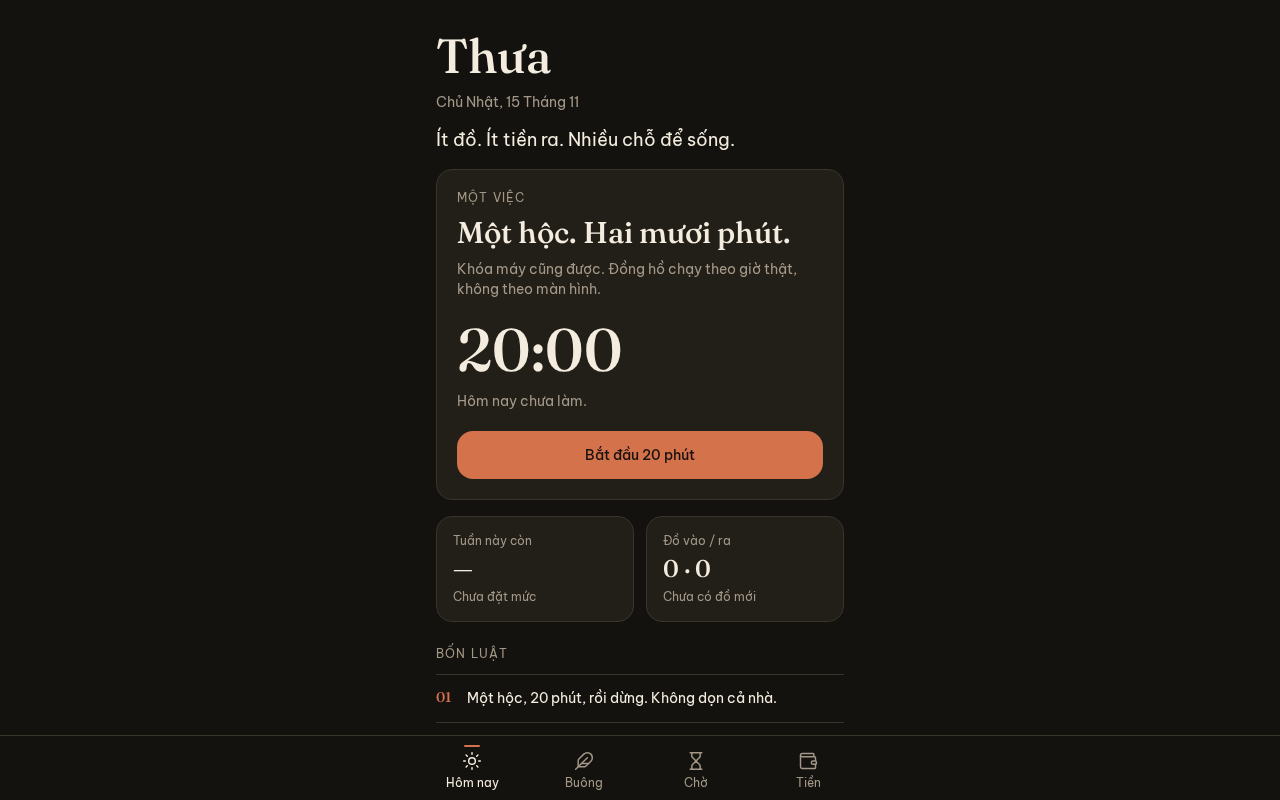 Thưa
Chủ Nhật, 15 Tháng 11
Ít đồ. Ít tiền ra. Nhiều chỗ để sống.
MỘT VIỆC
Một hộc. Hai mươi phút.
Khóa máy cũng được. Đồng hồ chạy theo giờ thật,
không theo màn hình.
20:00
Hôm nay chưa làm.
Bắt đầu 20 phút
Tuần này còn
—
Chưa đặt mức
Đồ vào / ra
0 · 0
Chưa có đồ mới
BỐN LUẬT
01 Một hộc, 20 phút, rồi dừng. Không dọn cả nhà.
Hôm nay
Buông
Chờ
Tiền